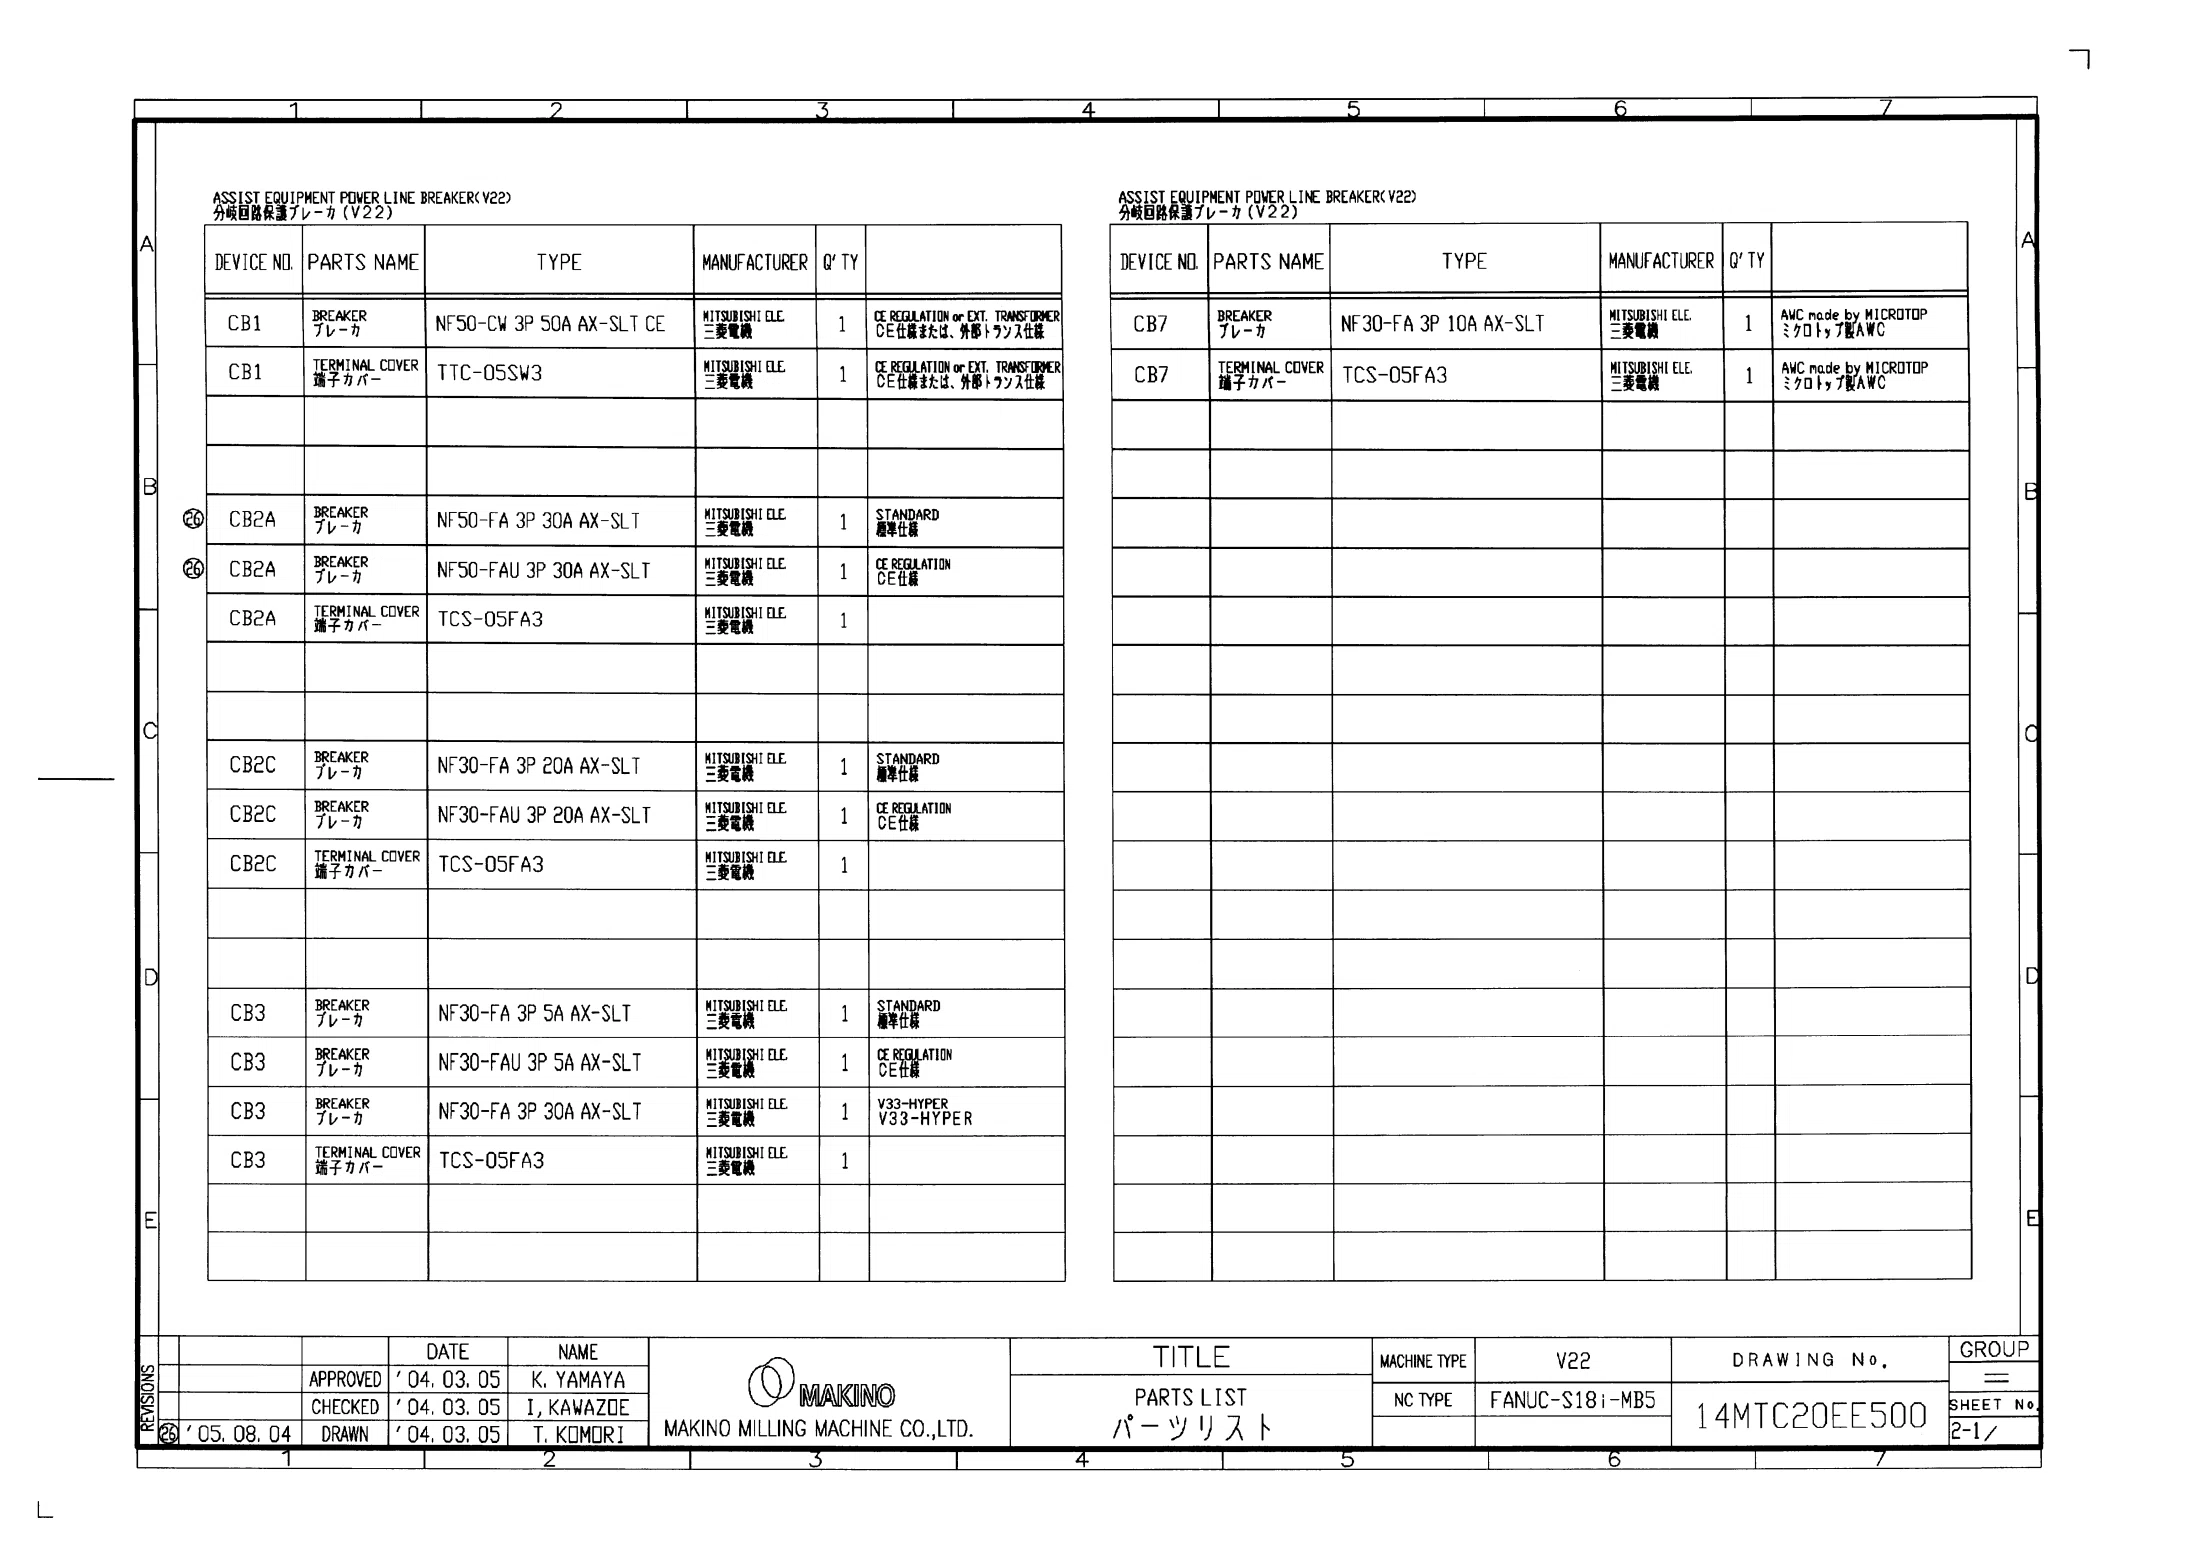 1 2 3 4 5 6 7
ASSIST EQUIPMENT POWER LINE BREAKER(V22)
分岐回路保護ブレーカ(V22)
DEVICE NO. PARTS NAME TYPE MANUFACTURER Q'TY
CB1 BREAKER ブレーカ NF50-CW 3P 50A AX-SLT CE MITSUBISHI ELE. 三菱電機 1 CE REGULATION or EXT. TRANSFORMER CE仕様または、外部トランス仕様
CB1 TERMINAL COVER 端子カバー TTC-05SW3 MITSUBISHI ELE. 三菱電機 1 CE REGULATION or EXT. TRANSFORMER CE仕様または、外部トランス仕様
26 CB2A BREAKER ブレーカ NF50-FA 3P 30A AX-SLT MITSUBISHI ELE. 三菱電機 1 STANDARD 標準仕様
26 CB2A BREAKER ブレーカ NF50-FAU 3P 30A AX-SLT MITSUBISHI ELE. 三菱電機 1 CE REGULATION CE仕様
CB2A TERMINAL COVER 端子カバー TCS-05FA3 MITSUBISHI ELE. 三菱電機 1
CB2C BREAKER ブレーカ NF30-FA 3P 20A AX-SLT MITSUBISHI ELE. 三菱電機 1 STANDARD 標準仕様
CB2C BREAKER ブレーカ NF30-FAU 3P 20A AX-SLT MITSUBISHI ELE. 三菱電機 1 CE REGULATION CE仕様
CB2C TERMINAL COVER 端子カバー TCS-05FA3 MITSUBISHI ELE. 三菱電機 1
CB3 BREAKER ブレーカ NF30-FA 3P 5A AX-SLT MITSUBISHI ELE. 三菱電機 1 STANDARD 標準仕様
CB3 BREAKER ブレーカ NF30-FAU 3P 5A AX-SLT MITSUBISHI ELE. 三菱電機 1 CE REGULATION CE仕様
CB3 BREAKER ブレーカ NF30-FA 3P 30A AX-SLT MITSUBISHI ELE. 三菱電機 1 V33-HYPER V33-HYPER
CB3 TERMINAL COVER 端子カバー TCS-05FA3 MITSUBISHI ELE. 三菱電機 1
ASSIST EQUIPMENT POWER LINE BREAKER(V22)
分岐回路保護ブレーカ(V22)
DEVICE NO. PARTS NAME TYPE MANUFACTURER Q'TY
CB7 BREAKER ブレーカ NF30-FA 3P 10A AX-SLT MITSUBISHI ELE. 三菱電機 1 AWC made by MICROTOP ミクロトップ製AWC
CB7 TERMINAL COVER 端子カバー TCS-05FA3 MITSUBISHI ELE. 三菱電機 1 AWC made by MICROTOP ミクロトップ製AWC
A A
B B
C C
D D
E E
REVISIONS
26 '05.08.04
DATE NAME
APPROVED '04.03.05 K. YAMAYA
CHECKED '04.03.05 I, KAWAZOE
DRAWN '04.03.05 T. KOMORI
MAKINO
MAKINO MILLING MACHINE CO.,LTD.
TITLE
PARTS LIST
パーツリスト
MACHINE TYPE V22
NC TYPE FANUC-S18i-MB5
DRAWING No.
14MTC20EE500
GROUP
=
SHEET No.
2-1/
1 2 3 4 5 6 7